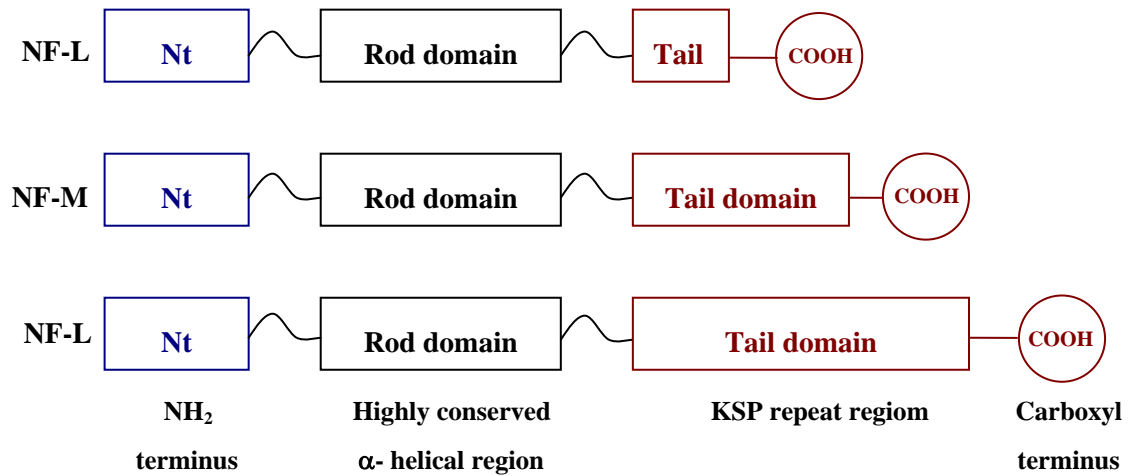 NF-L Nt Rod domain Tail COOH
NF-M Nt Rod domain Tail domain COOH
NF-L Nt Rod domain Tail domain COOH
NH₂ Highly conserved KSP repeat regiom Carboxyl
terminus α- helical region terminus